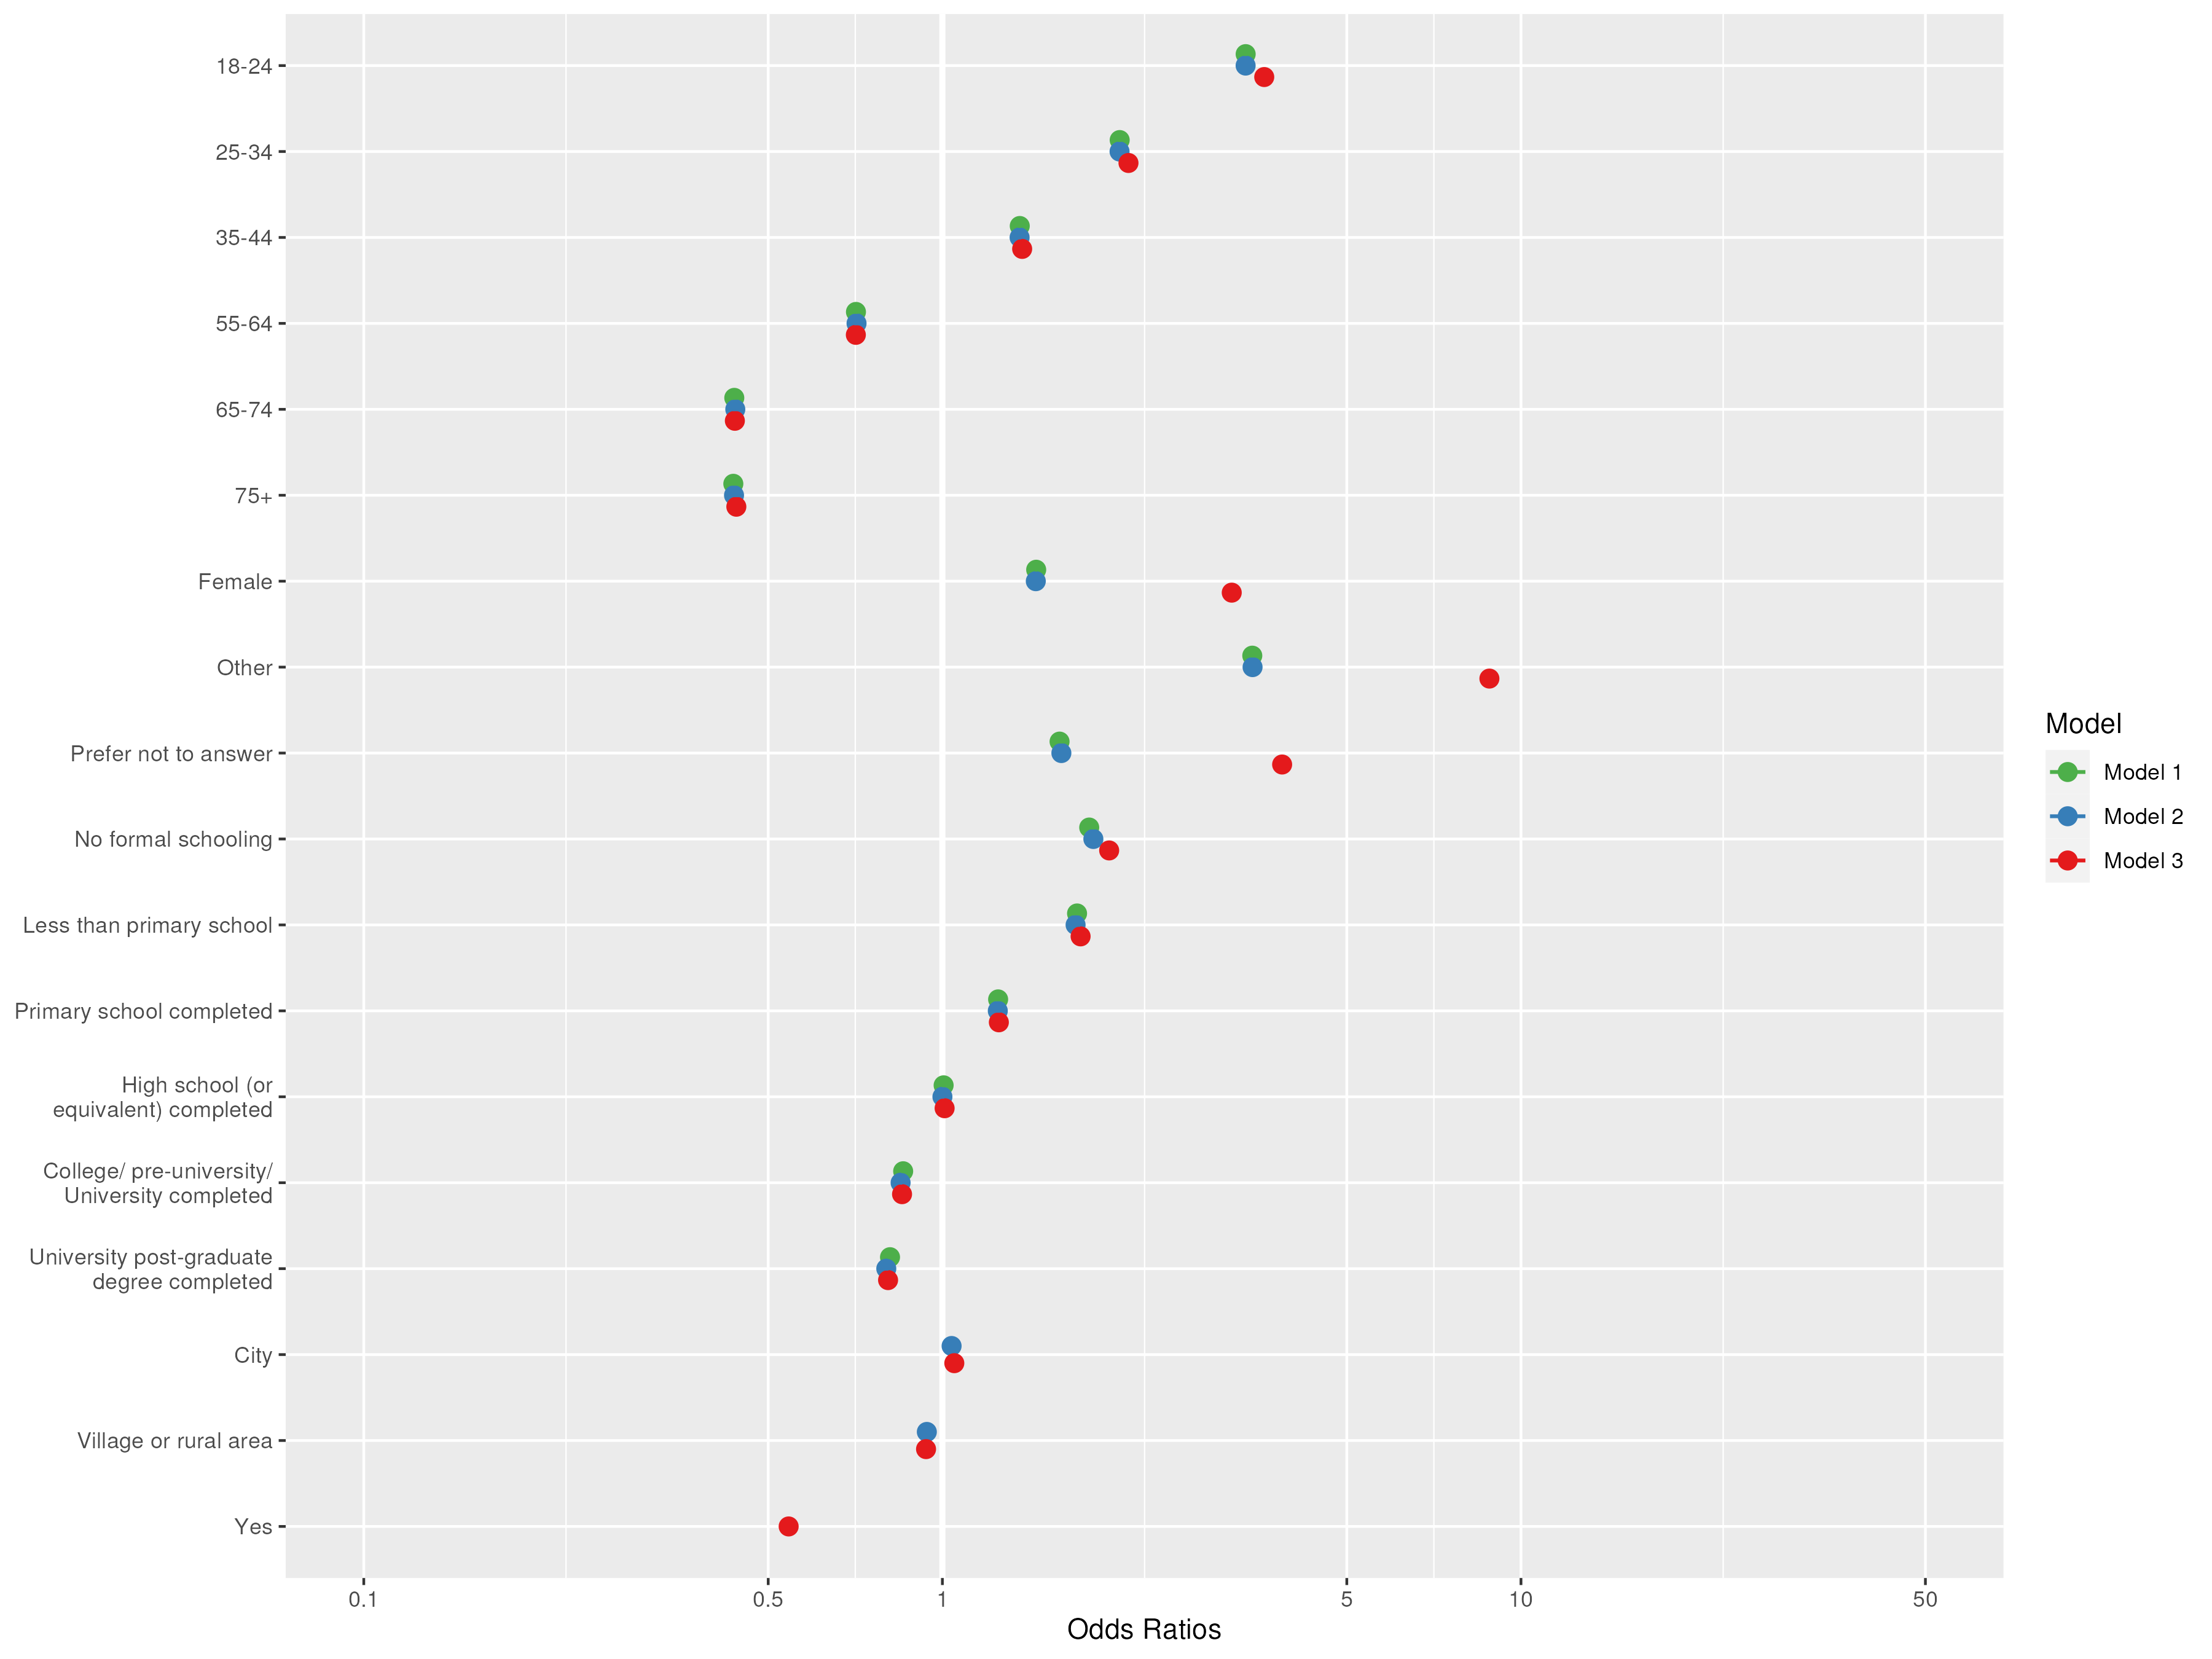 18-24
25-34
35-44
55-64
65-74
75+
Female
Other
Prefer not to answer
No formal schooling
Less than primary school
Primary school completed
High school (or
equivalent) completed
College/ pre-university/
University completed
University post-graduate
degree completed
City
Village or rural area
Yes
0.1
0.5
1
5
10
50
Odds Ratios
Model
Model 1
Model 2
Model 3